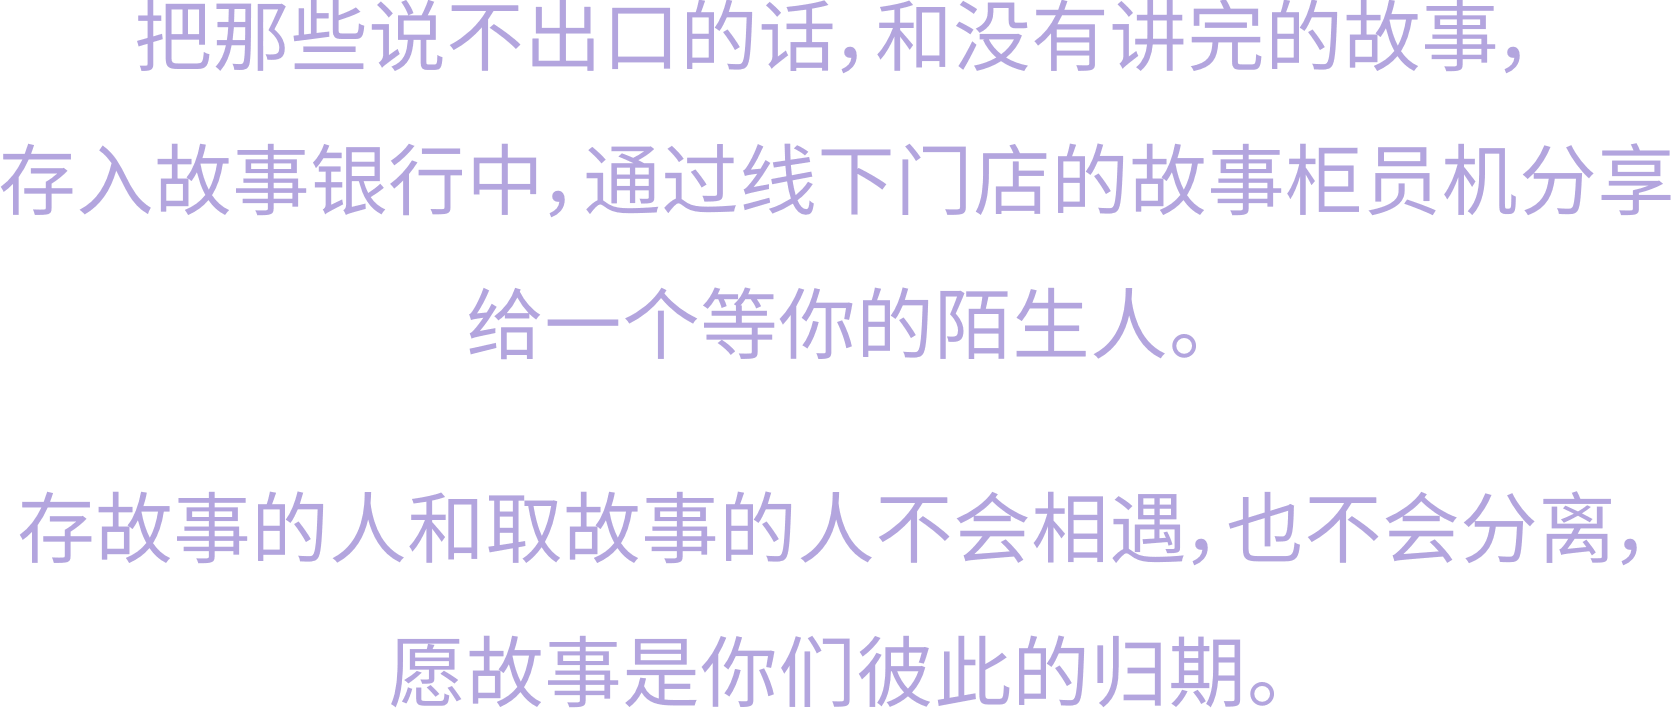 把那些说不出口的话，和没有讲完的故事，
存入故事银行中，通过线下门店的故事柜员机分享
给一个等你的陌生人。
存故事的人和取故事的人不会相遇，也不会分离，
愿故事是你们彼此的归期。